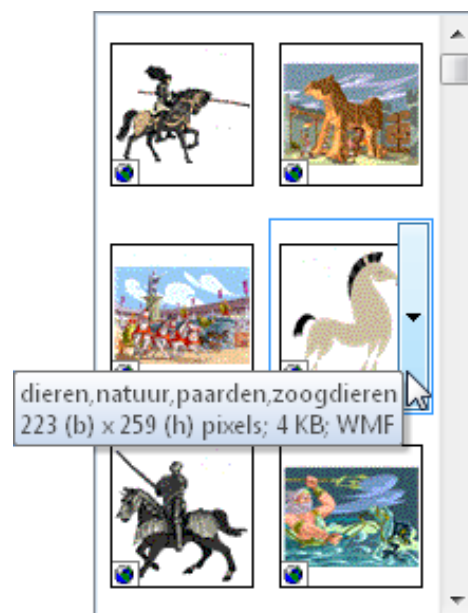 dieren,natuur,paarden,zoogdieren
223 (b) x 259 (h) pixels; 4 KB; WMF